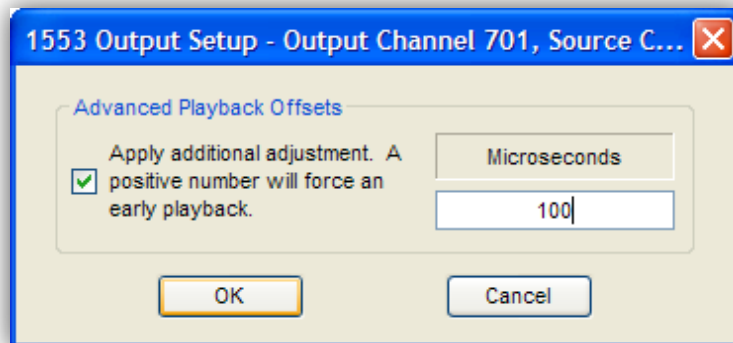 1553 Output Setup - Output Channel 701, Source C...
Advanced Playback Offsets
Apply additional adjustment. A
positive number will force an
early playback.
Microseconds
100
OK
Cancel